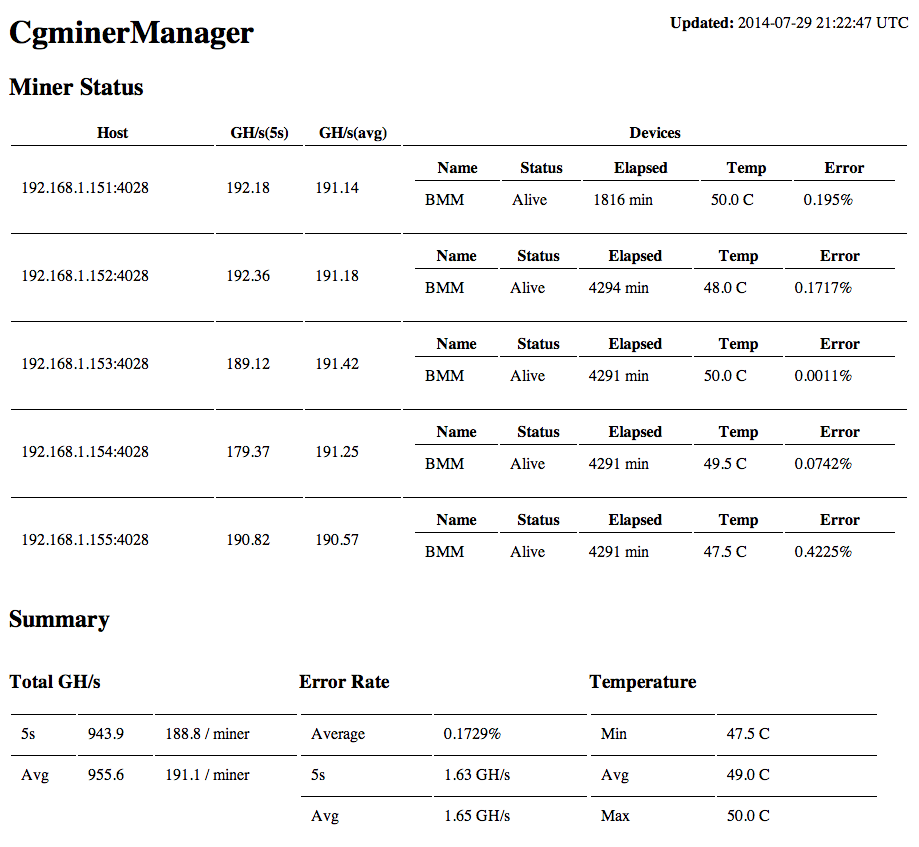 CgminerManager
Updated: 2014-07-29 21:22:47 UTC
Miner Status
Host GH/s(5s) GH/s(avg) Devices
Name Status Elapsed Temp Error
192.168.1.151:4028 192.18 191.14
BMM Alive 1816 min 50.0 C 0.195%
Name Status Elapsed Temp Error
192.168.1.152:4028 192.36 191.18
BMM Alive 4294 min 48.0 C 0.1717%
Name Status Elapsed Temp Error
192.168.1.153:4028 189.12 191.42
BMM Alive 4291 min 50.0 C 0.0011%
Name Status Elapsed Temp Error
192.168.1.154:4028 179.37 191.25
BMM Alive 4291 min 49.5 C 0.0742%
Name Status Elapsed Temp Error
192.168.1.155:4028 190.82 190.57
BMM Alive 4291 min 47.5 C 0.4225%
Summary
Total GH/s Error Rate Temperature
5s 943.9 188.8 / miner Average 0.1729% Min 47.5 C
Avg 955.6 191.1 / miner 5s 1.63 GH/s Avg 49.0 C
Avg 1.65 GH/s Max 50.0 C